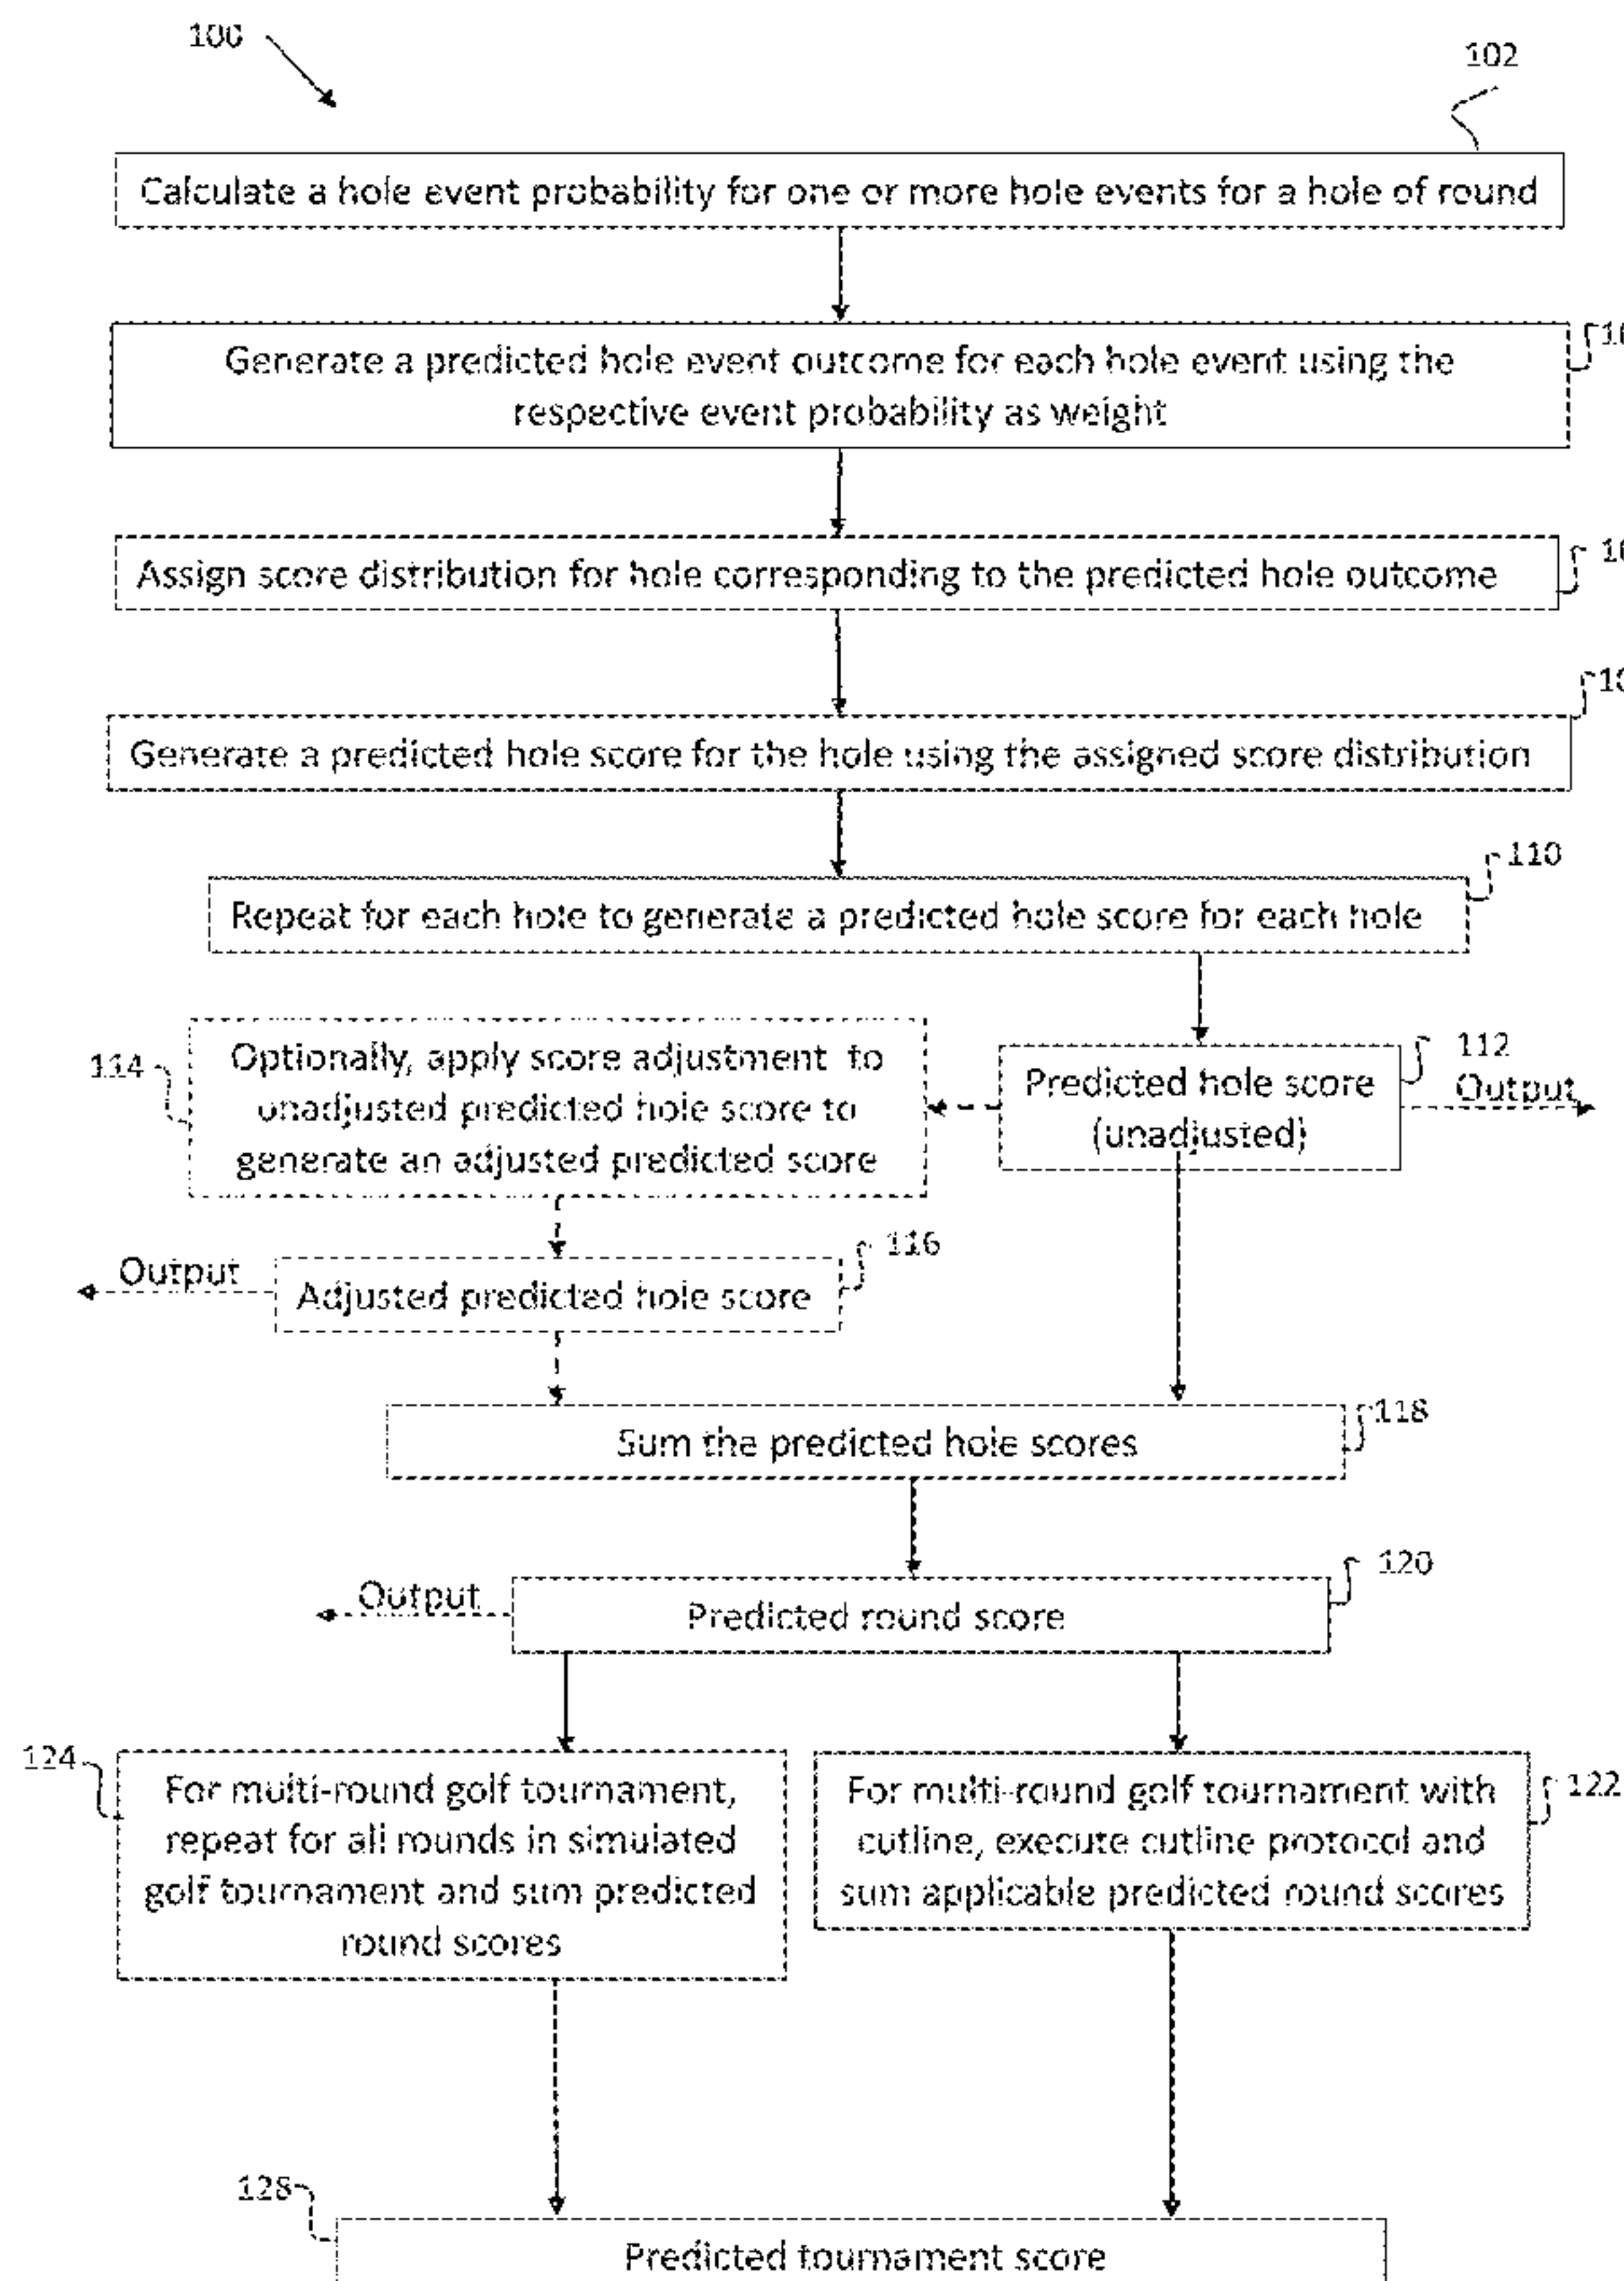 100
102
Calculate a hole event probability for one or more hole events for a hole of round
Generate a predicted hole event outcome for each hole event using the
respective event probability as weight
Assign score distribution for hole corresponding to the predicted hole outcome
Generate a predicted hole score for the hole using the assigned score distribution
110
Repeat for each hole to generate a predicted hole score for each hole
114
Optionally, apply score adjustment to
unadjusted predicted hole score to
generate an adjusted predicted score
112
Predicted hole score
(unadjusted)
Output
116
Output
Adjusted predicted hole score
118
Sum the predicted hole scores
120
Output
Predicted round score
124
For multi-round golf tournament,
repeat for all rounds in simulated
golf tournament and sum predicted
round scores
122
For multi-round golf tournament with
cutline, execute cutline protocol and
sum applicable predicted round scores
128
Predicted tournament score